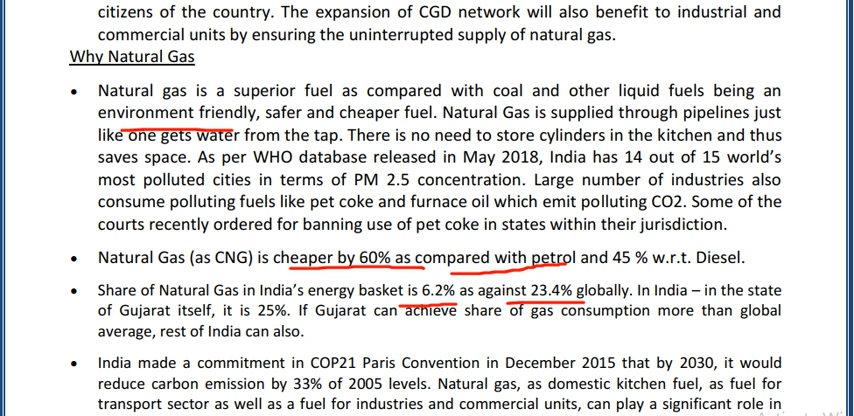 citizens of the country. The expansion of CGD network will also benefit to industrial and
commercial units by ensuring the uninterrupted supply of natural gas.
Why Natural Gas
• Natural gas is a superior fuel as compared with coal and other liquid fuels being an
environment friendly, safer and cheaper fuel. Natural Gas is supplied through pipelines just
like one gets water from the tap. There is no need to store cylinders in the kitchen and thus
saves space. As per WHO database released in May 2018, India has 14 out of 15 world's
most polluted cities in terms of PM 2.5 concentration. Large number of industries also
consume polluting fuels like pet coke and furnace oil which emit polluting CO2. Some of the
courts recently ordered for banning use of pet coke in states within their jurisdiction.
• Natural Gas (as CNG) is cheaper by 60% as compared with petrol and 45 % w.r.t. Diesel.
• Share of Natural Gas in India's energy basket is 6.2% as against 23.4% globally. In India – in the state
of Gujarat itself, it is 25%. If Gujarat can achieve share of gas consumption more than global
average, rest of India can also.
• India made a commitment in COP21 Paris Convention in December 2015 that by 2030, it would
reduce carbon emission by 33% of 2005 levels. Natural gas, as domestic kitchen fuel, as fuel for
transport sector as well as a fuel for industries and commercial units, can play a significant role in